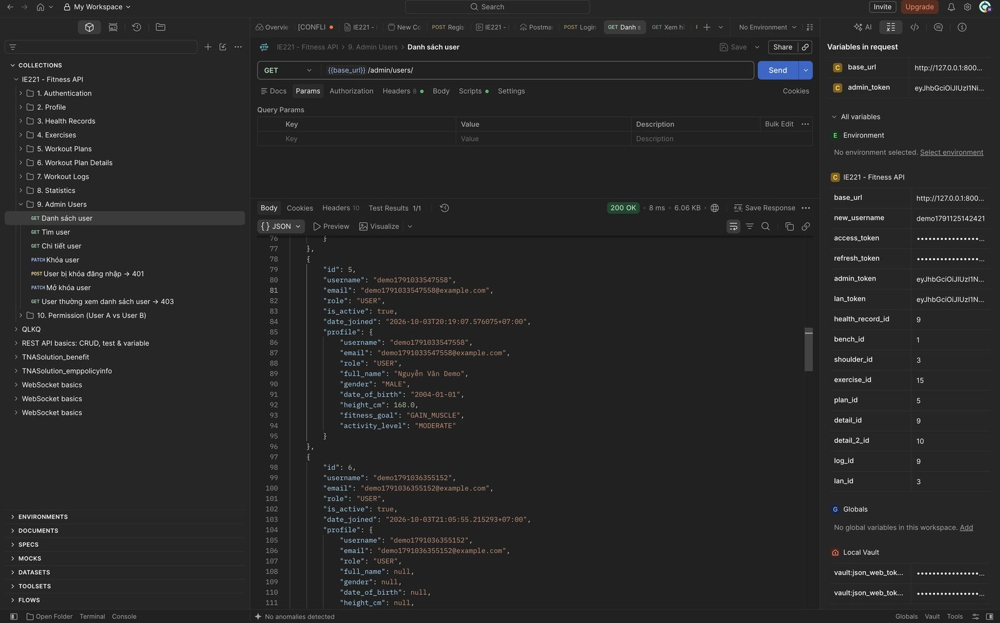 My Workspace
Search
Invite
Upgrade
AI
Overvie
[CONFLI
IE221 -
New Co
POST Regis
IE221 -
Postma
POST Login
GET Danh s
GET Xem h
No Environment
HTTP
IE221 - Fitness API > 9. Admin Users > Danh sách user
Save
Share
GET
{{base_url}} /admin/users/
Send
Docs
Params
Authorization
Headers 8
Body
Scripts
Settings
Cookies
Query Params
Key Value Description Bulk Edit
Key Value Description
COLLECTIONS
IE221 - Fitness API
1. Authentication
2. Profile
3. Health Records
4. Exercises
5. Workout Plans
6. Workout Plan Details
7. Workout Logs
8. Statistics
9. Admin Users
GET Danh sách user
GET Tìm user
GET Chi tiết user
PATCH Khóa user
POST User bị khóa đăng nhập → 401
PATCH Mở khóa user
GET User thường xem danh sách user → 403
10. Permission (User A vs User B)
QLKQ
REST API basics: CRUD, test & variable
TNASolution_benefit
TNASolution_emppolicyinfo
WebSocket basics
WebSocket basics
WebSocket basics
ENVIRONMENTS
DOCUMENTS
SPECS
MOCKS
DATASETS
TOOLSETS
FLOWS
Body Cookies Headers 10 Test Results 1/1
200 OK • 8 ms • 6.06 KB
e.g. Save Response
{} JSON
Preview
Visualize
76 }
77 },
78 {
79 "id": 5,
80 "username": "demo1791033547558",
81 "email": "demo1791033547558@example.com",
82 "role": "USER",
83 "is_active": true,
84 "date_joined": "2026-10-03T20:19:07.576075+07:00",
85 "profile": {
86 "username": "demo1791033547558",
87 "email": "demo1791033547558@example.com",
88 "role": "USER",
89 "full_name": "Nguyễn Văn Demo",
90 "gender": "MALE",
91 "date_of_birth": "2004-01-01",
92 "height_cm": 168.0,
93 "fitness_goal": "GAIN_MUSCLE",
94 "activity_level": "MODERATE"
95 }
96 },
97 {
98 "id": 6,
99 "username": "demo1791036355152",
100 "email": "demo1791036355152@example.com",
101 "role": "USER",
102 "is_active": true,
103 "date_joined": "2026-10-03T21:05:55.215293+07:00",
104 "profile": {
105 "username": "demo1791036355152",
106 "email": "demo1791036355152@example.com",
107 "role": "USER",
108 "full_name": null,
109 "gender": null,
110 "date_of_birth": null,
111 "height_cm": null,
Variables in request
C base_url http://127.0.0.1:800...
C admin_token eyJhbGciOiJIUzI1Ni...
All variables
E Environment
No environment selected. Select environment
C IE221 - Fitness API
base_url http://127.0.0.1:800...
new_username demo1791125142421
access_token ••••••••••••••••...
refresh_token ••••••••••••••••...
admin_token eyJhbGciOiJIUzI1N...
lan_token eyJhbGciOiJIUzI1N...
health_record_id 9
bench_id 1
shoulder_id 3
exercise_id 15
plan_id 5
detail_id 9
detail_2_id 10
log_id 9
lan_id 3
G Globals
No global variables in this workspace. Add
Local Vault
vault:json_web_tok... ••••••••••••••••...
vault:json_web_tok... ••••••••••••••••...
Open Folder Terminal Console
No anomalies detected
Globals Vault Tools